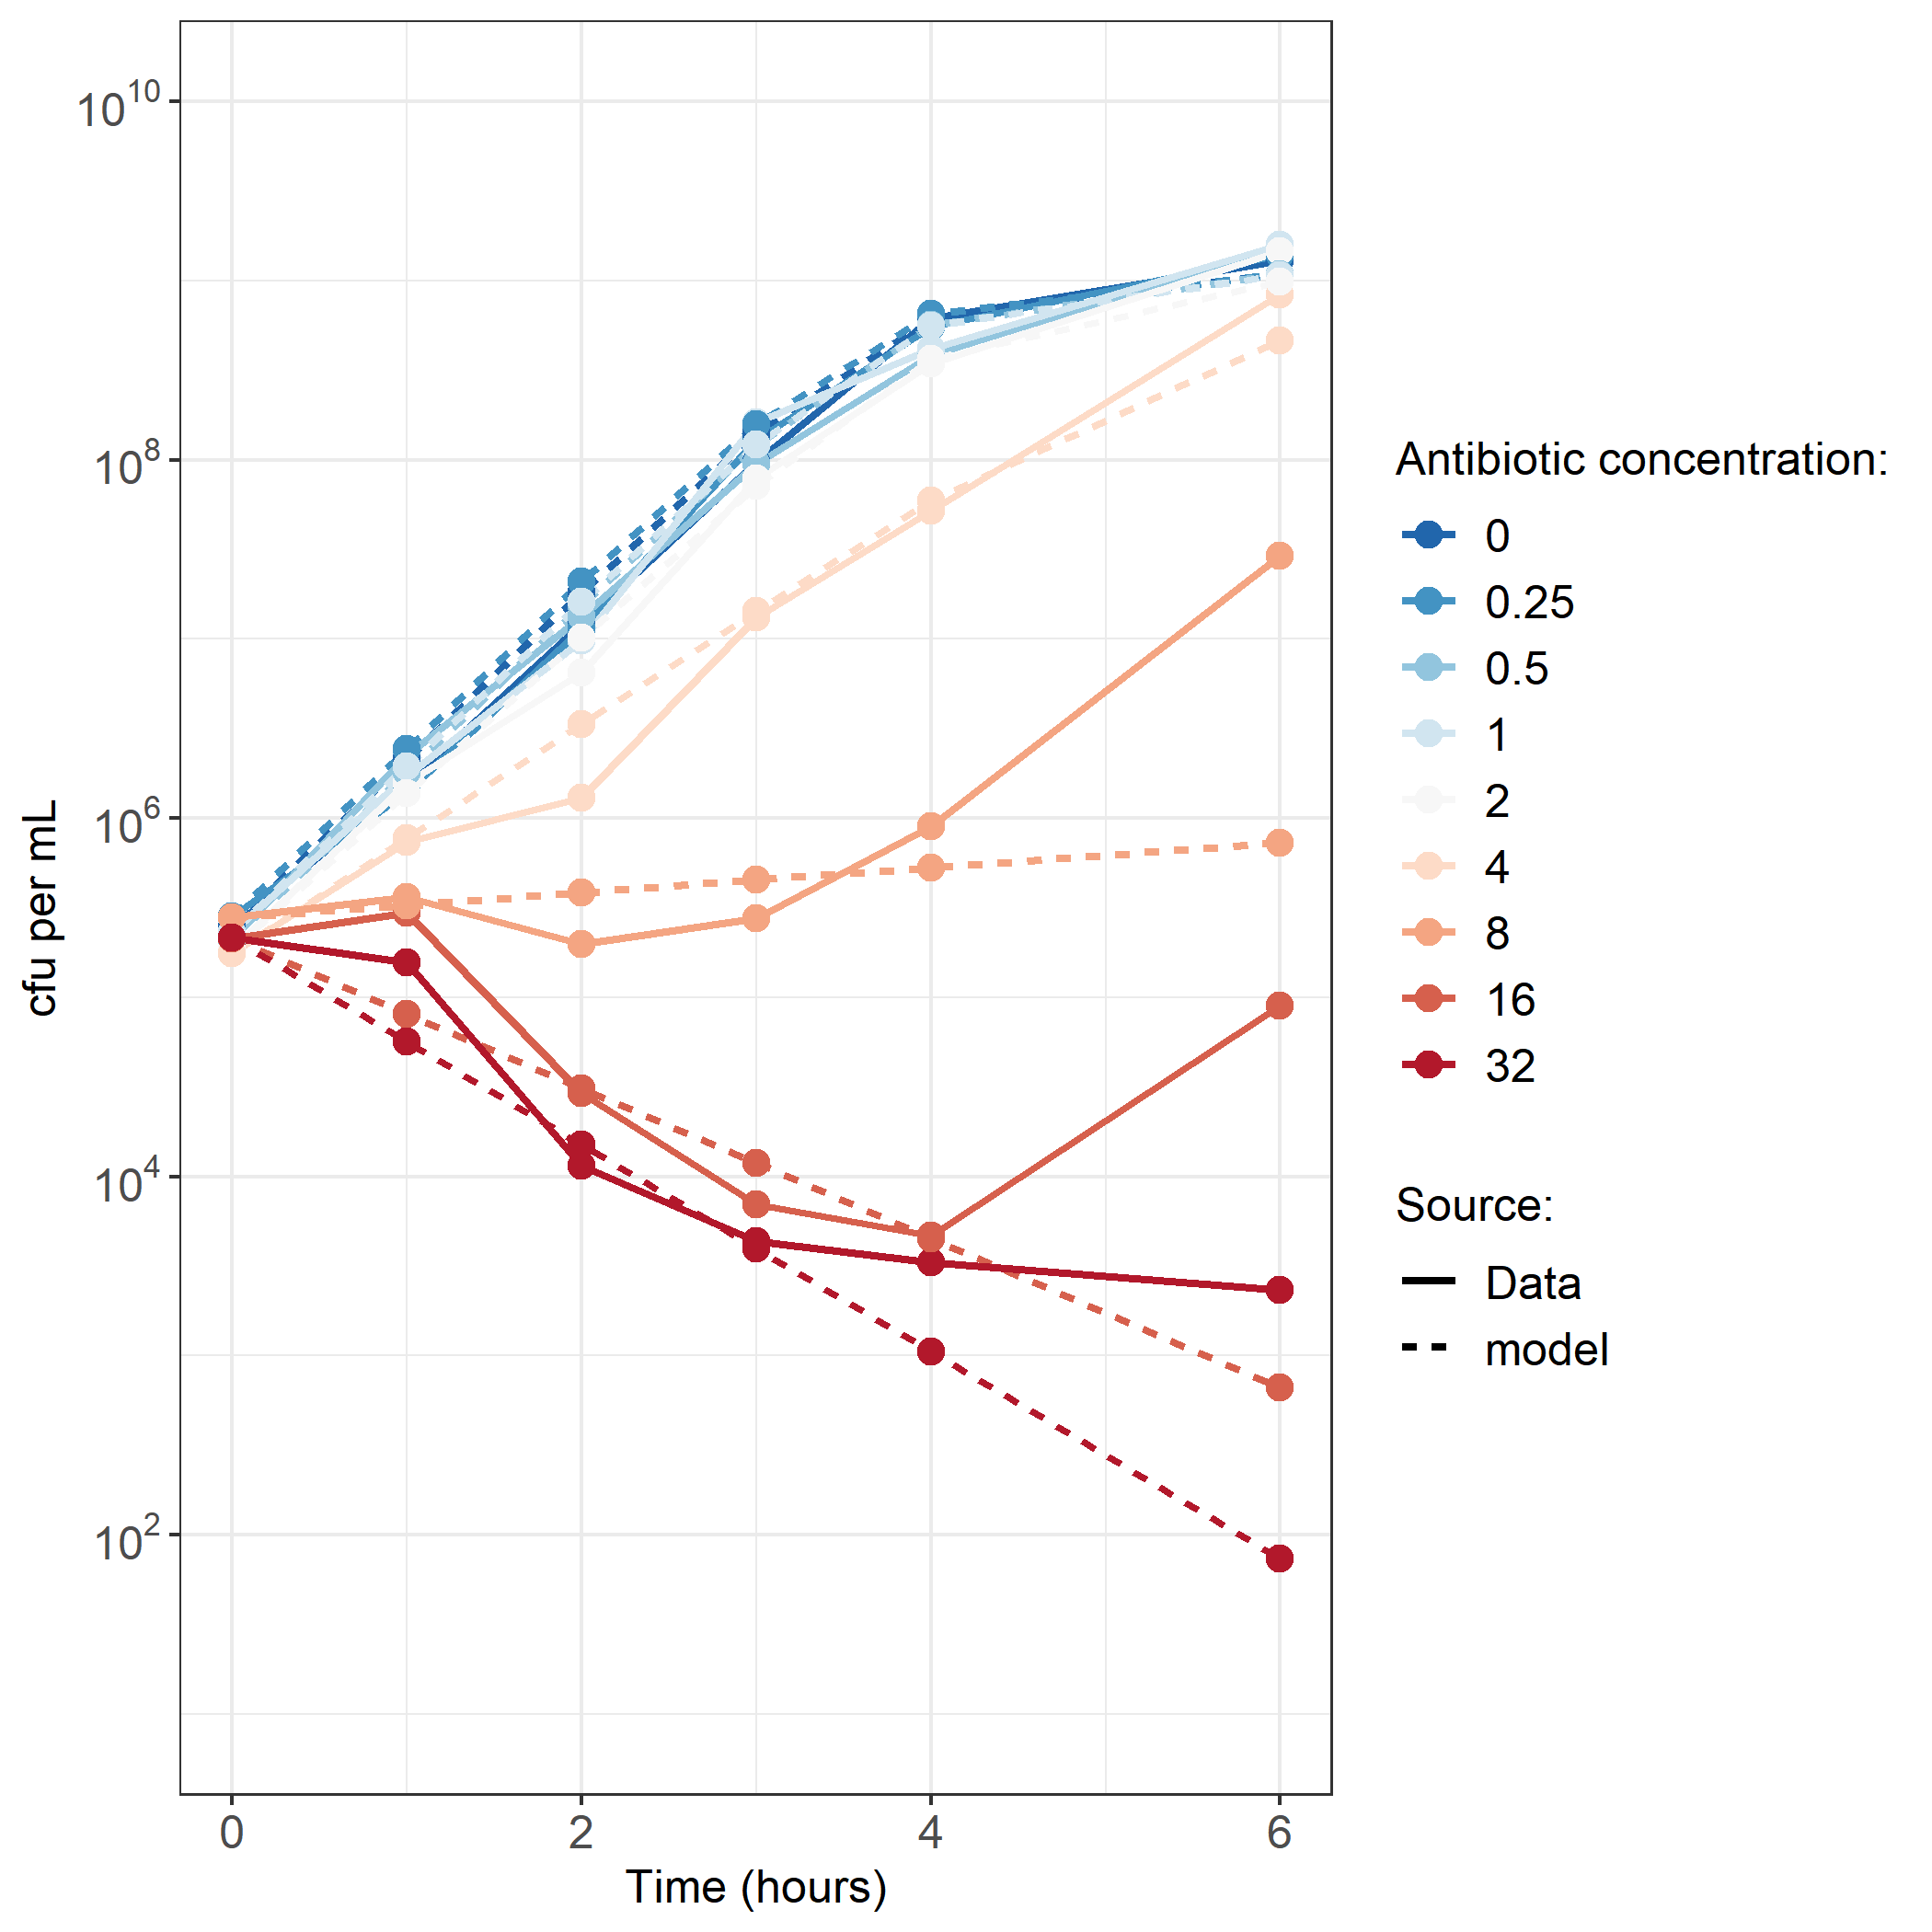 10^10
10^8
10^6
10^4
10^2
cfu per mL
0 2 4 6
Time (hours)
Antibiotic concentration:
0
0.25
0.5
1
2
4
8
16
32
Source:
Data
model